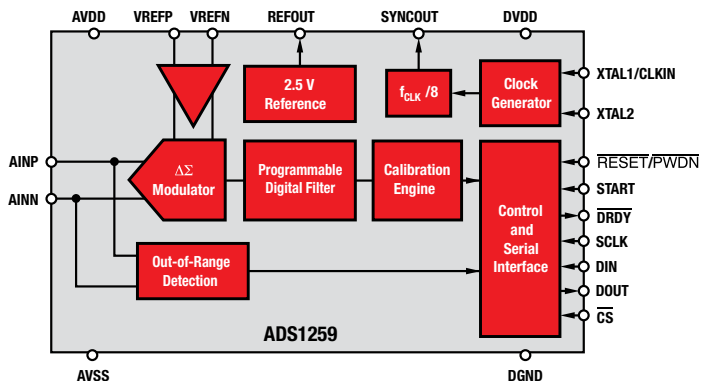 AVDD
VREFP
VREFN
REFOUT
SYNCOUT
DVDD
2.5 V
Reference
fCLK /8
Clock
Generator
XTAL1/CLKIN
XTAL2
AINP
AINN
ΔΣ
Modulator
Programmable
Digital Filter
Calibration
Engine
Control
and
Serial
Interface
Out-of-Range
Detection
RESET/PWDN
START
DRDY
SCLK
DIN
DOUT
CS
ADS1259
AVSS
DGND